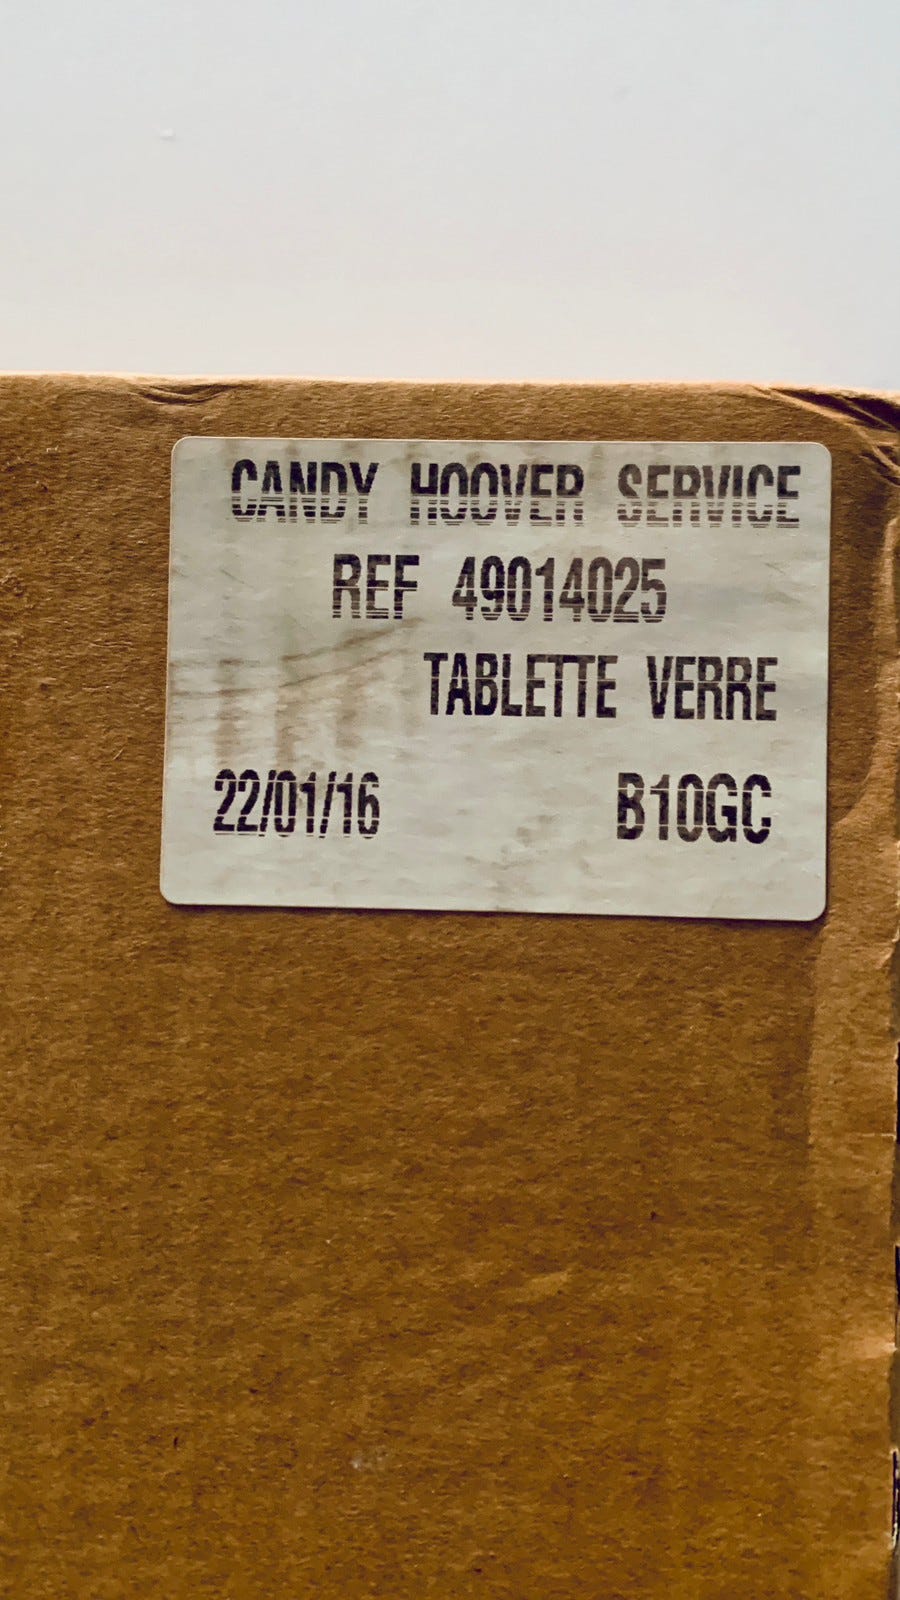 CANDY HOOVER SERVICE
REF 49014025
TABLETTE VERRE
22/01/16 B10GC